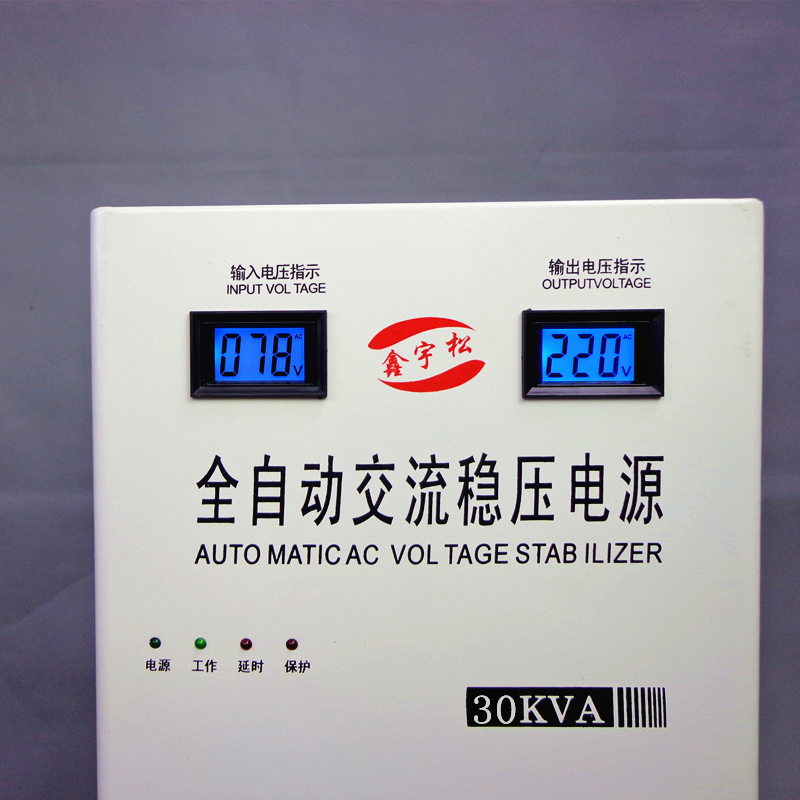 输入电压指示
INPUT VOL TAGE
输出电压指示
OUTPUTVOLTAGE
078 AC V
鑫宇松
220 AC V
全自动交流稳压电源
AUTO MATIC AC VOL TAGE STAB ILIZER
电源 工作 延时 保护
30KVA